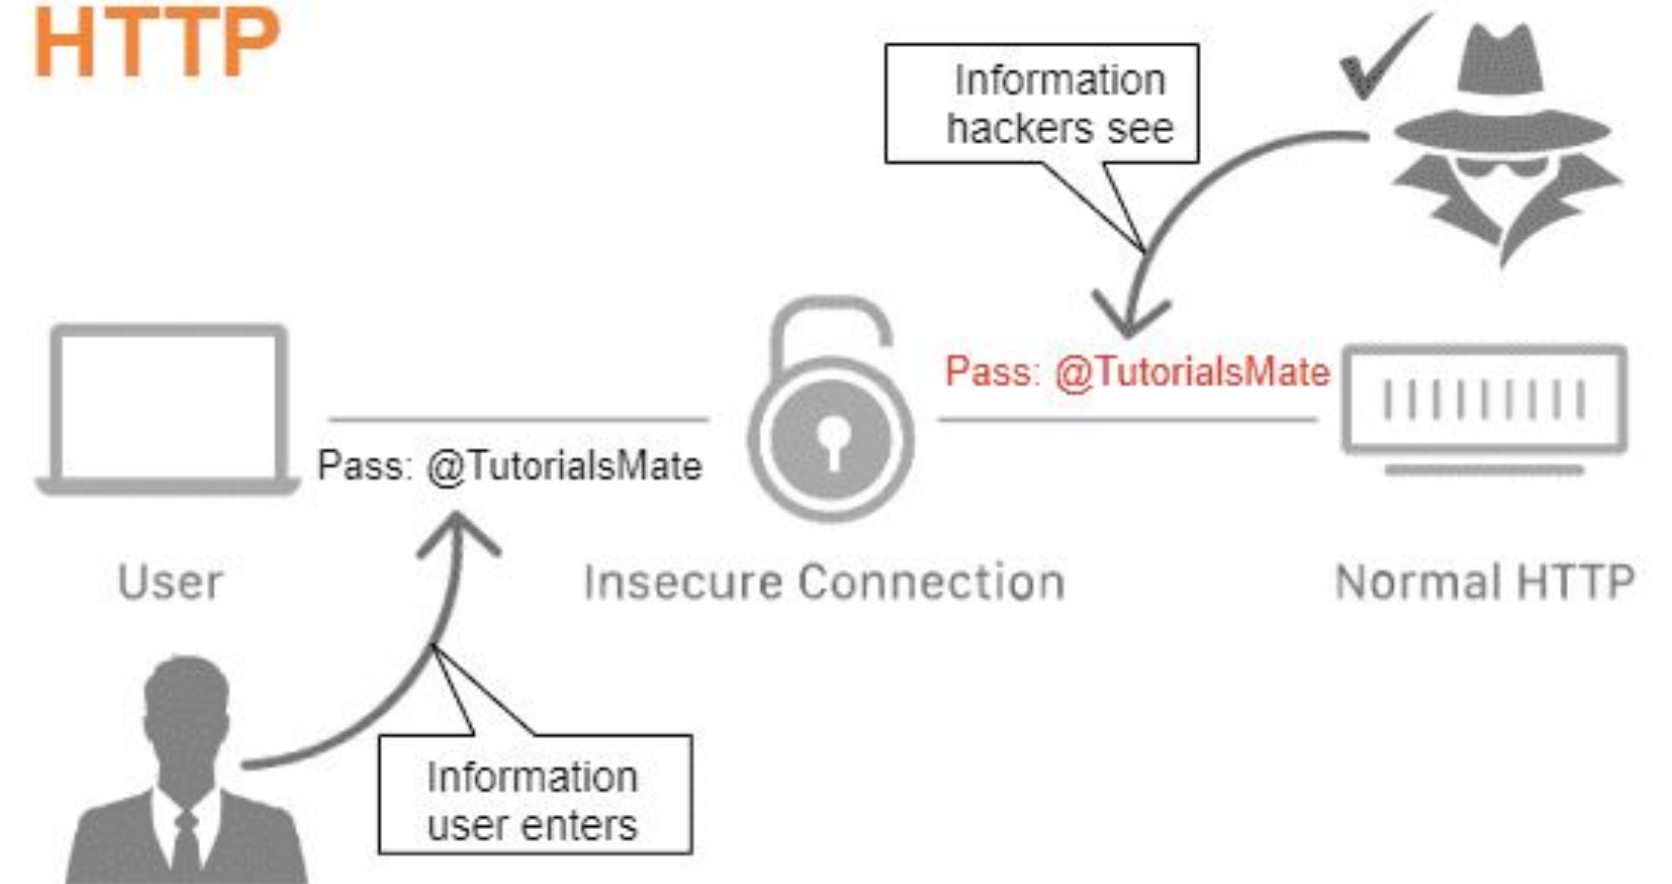 HTTP
Information
hackers see
Pass: @TutorialsMate
Pass: @TutorialsMate
User
Insecure Connection
Normal HTTP
Information
user enters